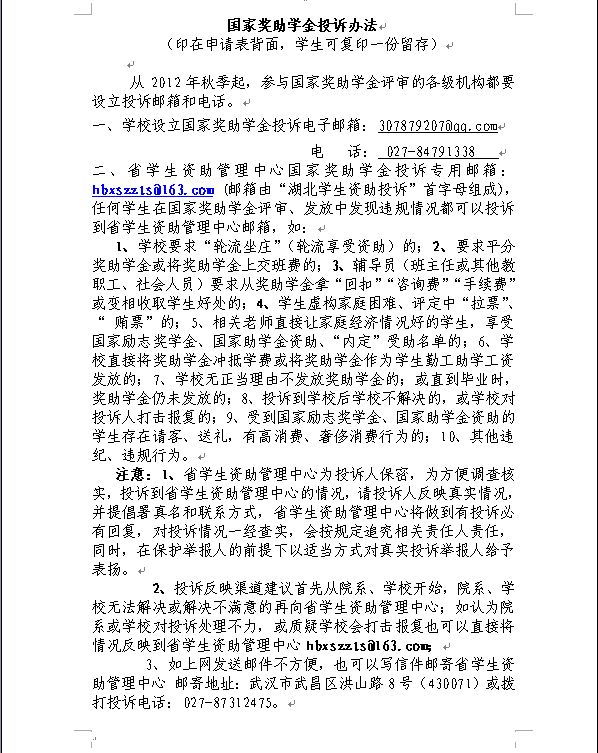 国家奖助学金投诉办法
（印在申请表背面，学生可复印一份留存）
从 2012 年秋季起，参与国家奖助学金评审的各级机构都要
设立投诉邮箱和电话。
一、学校设立国家奖助学金投诉电子邮箱：307879207@qq.com
电 话：027-84791338
二、省学生资助管理中心国家奖助学金投诉专用邮箱：
hbxszzts@163.com（邮箱由“湖北学生资助投诉”首字母组成），
任何学生在国家奖助学金评审、发放中发现违规情况都可以投诉
到省学生资助管理中心邮箱，如：
1、学校要求“轮流坐庄”（轮流享受资助）的；2、要求平分
奖助学金或将奖助学金上交班费的；3、辅导员（班主任或其他教
职工、社会人员）要求从奖助学金拿“回扣”“咨询费”“手续费”
或变相收取学生好处的；4、学生虚构家庭困难、评定中“拉票”、
“ 贿票”的；5、相关老师直接让家庭经济情况好的学生，享受
国家励志奖学金、国家助学金资助、“内定”受助名单的；6、学
校直接将奖助学金冲抵学费或将奖助学金作为学生勤工助学工资
发放的；7、学校无正当理由不发放奖助学金的；或直到毕业时，
奖助学金仍未发放的；8、投诉到学校后学校不解决的，或学校对
投诉人打击报复的；9、受到国家励志奖学金、国家助学金资助的
学生存在请客、送礼，有高消费、奢侈消费行为的；10、其他违
纪、违规行为。
注意：1、省学生资助管理中心为投诉人保密，为方便调查核
实，投诉到省学生资助管理中心的情况，请投诉人反映真实情况，
并提倡署真名和联系方式，省学生资助管理中心将做到有投诉必
有回复，对投诉情况一经查实，会按规定追究相关责任人责任，
同时，在保护举报人的前提下以适当方式对真实投诉举报人给予
表扬。
2、投诉反映渠道建议首先从院系、学校开始，院系、学
校无法解决或解决不满意的再向省学生资助管理中心；如认为院
系或学校对投诉处理不力，或质疑学校会打击报复也可以直接将
情况反映到省学生资助管理中心 hbxszzts@163.com；
3、如上网发送邮件不方便，也可以写信件邮寄省学生资
助管理中心 邮寄地址：武汉市武昌区洪山路 8 号（430071）或拨
打投诉电话：027-87312475。